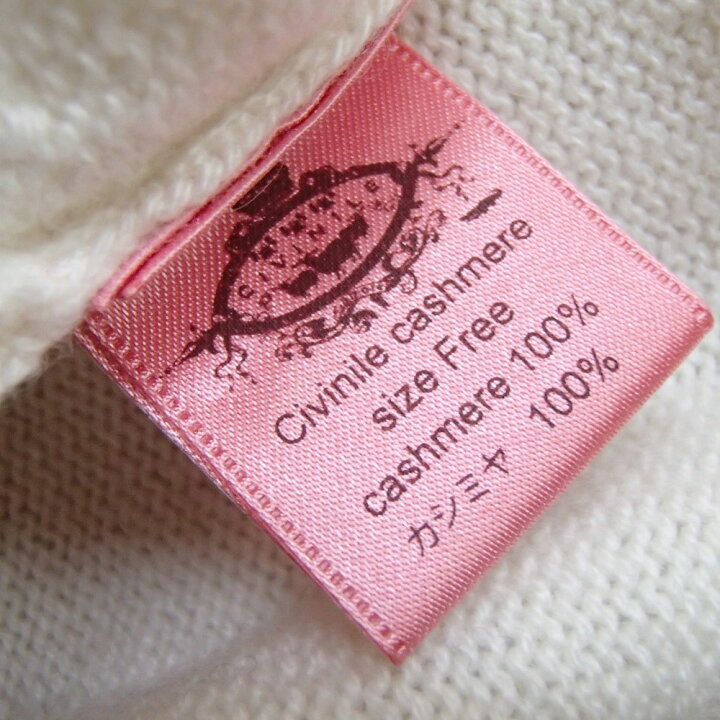 Civinile cashmere
size Free
cashmere 100%
カシミヤ 100%